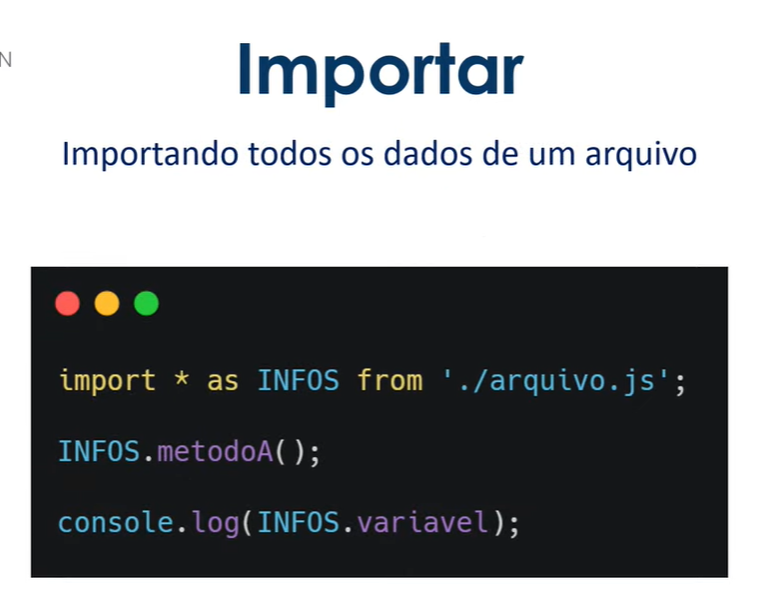 N
Importar
Importando todos os dados de um arquivo
import * as INFOS from './arquivo.js';
INFOS.metodoA();
console.log(INFOS.variavel);